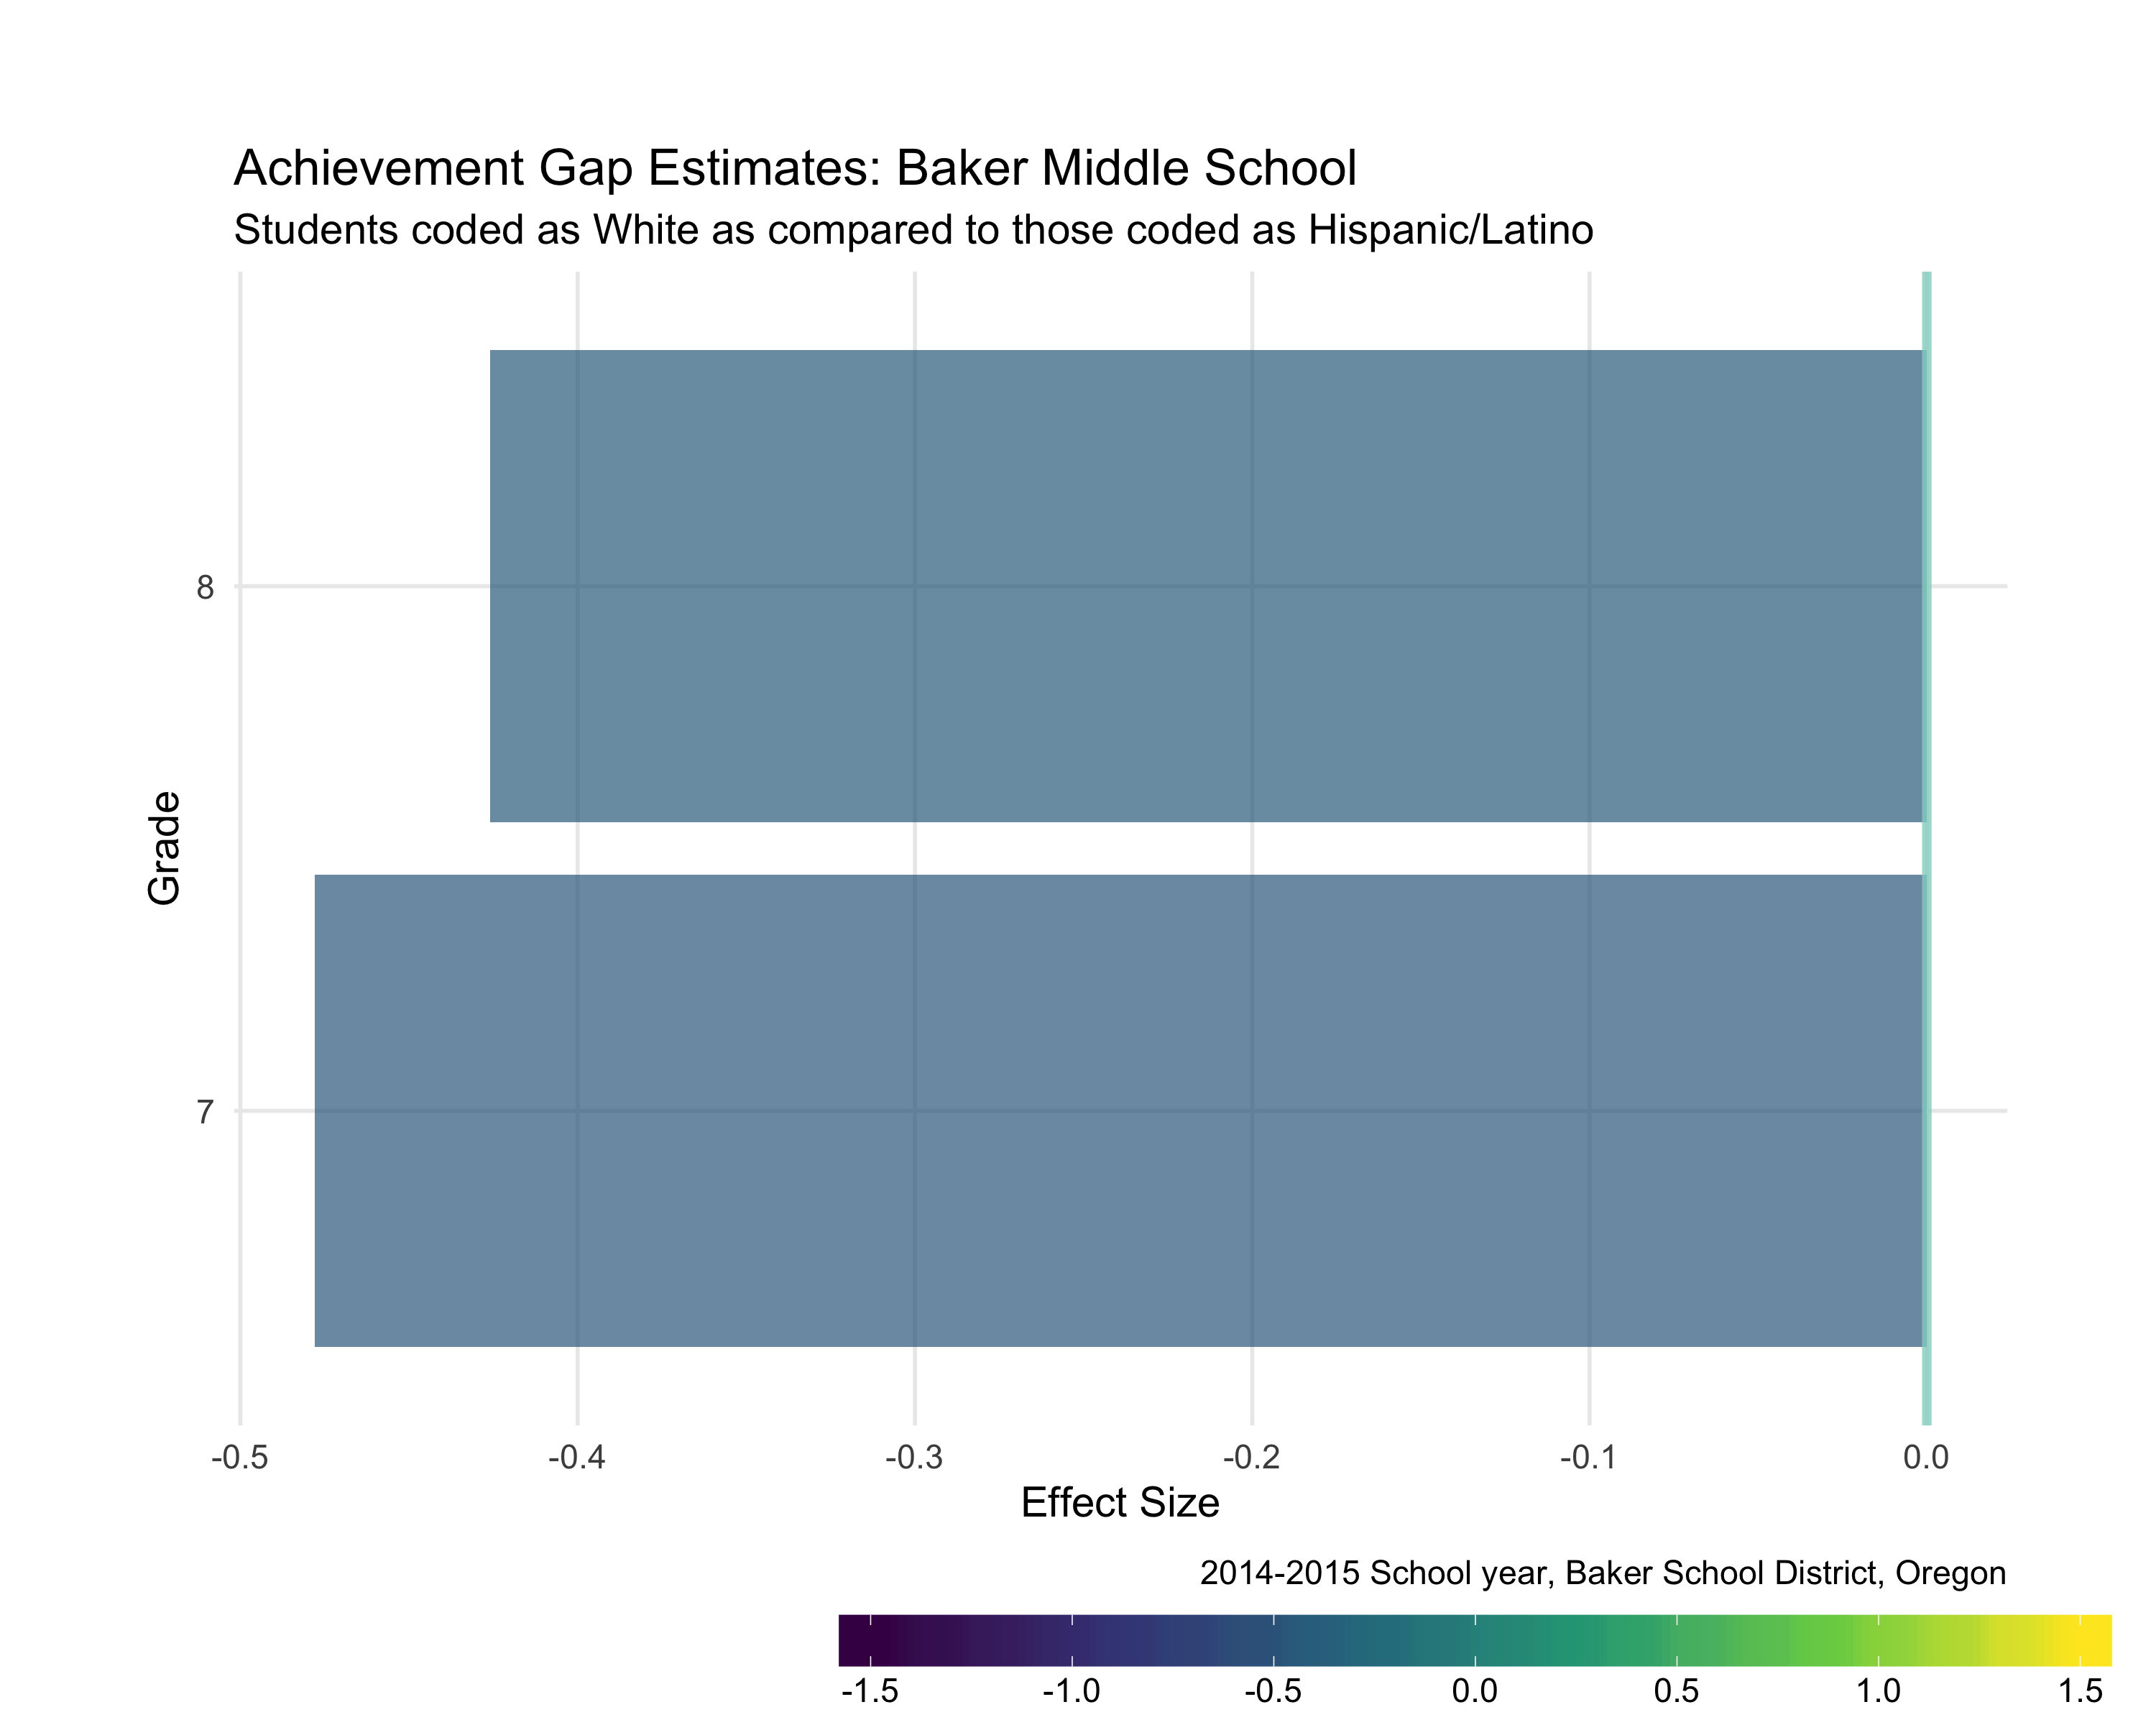 Achievement Gap Estimates: Baker Middle School
Students coded as White as compared to those coded as Hispanic/Latino
8
Grade
7
-0.5 -0.4 -0.3 -0.2 -0.1 0.0
Effect Size
2014-2015 School year, Baker School District, Oregon
-1.5 -1.0 -0.5 0.0 0.5 1.0 1.5